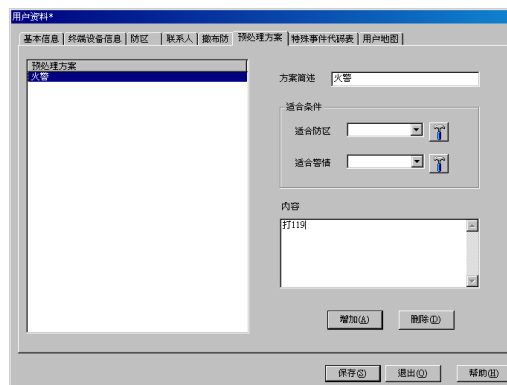 用户资料*
基本信息 终端设备信息 防区 联系人 撤布防 预处理方案 特殊事件代码表 用户地图
预处理方案
火警
方案简述 火警
适合条件
适合防区
适合警情
内容
打119
增加(A) 删除(D)
保存(S) 退出(Q) 帮助(H)